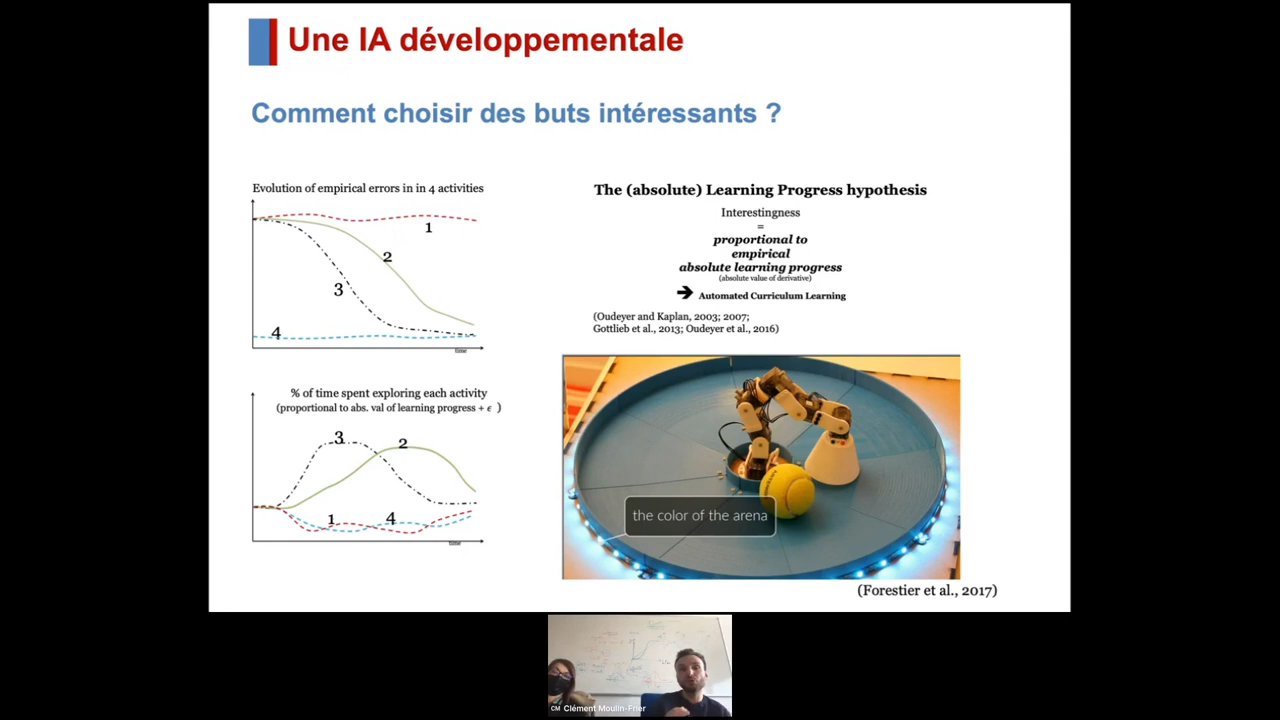 Une IA développementale
Comment choisir des buts intéressants ?
Evolution of empirical errors in in 4 activities
1
2
3
4
time
% of time spent exploring each activity
(proportional to abs. val of learning progress + ϵ )
3
2
1
4
time
The (absolute) Learning Progress hypothesis
Interestingness
=
proportional to
empirical
absolute learning progress
(absolute value of derivative)
➔ Automated Curriculum Learning
(Oudeyer and Kaplan, 2003; 2007;
Gottlieb et al., 2013; Oudeyer et al., 2016)
the color of the arena
(Forestier et al., 2017)
CM Clément Moulin-Frier